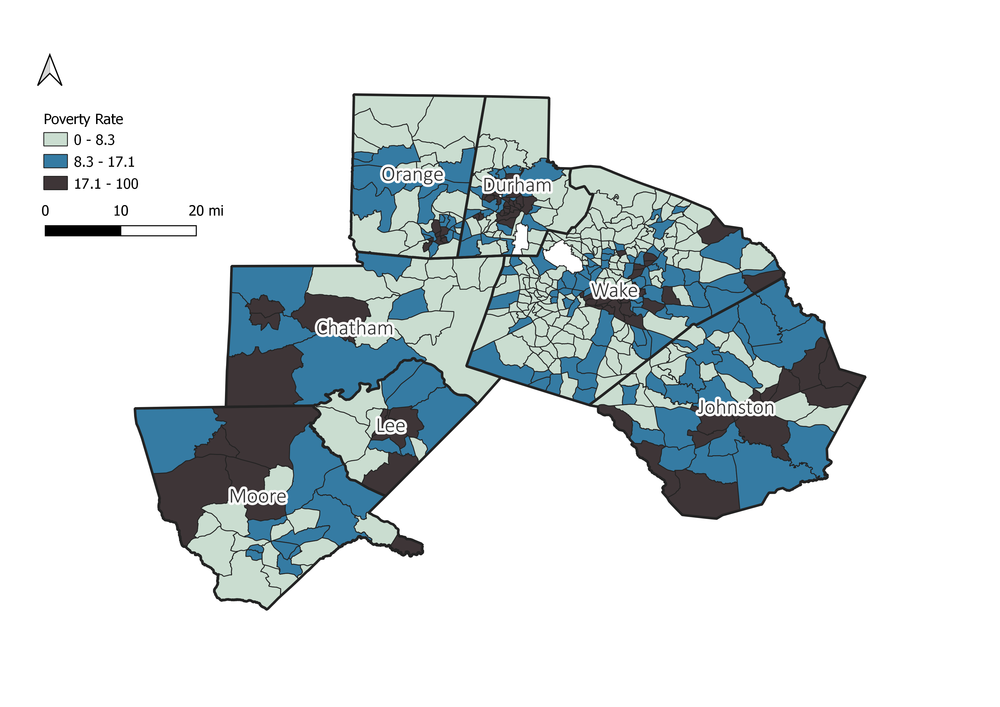 Poverty Rate
0 - 8.3
8.3 - 17.1
17.1 - 100
0 10 20 mi
Orange
Durham
Wake
Chatham
Johnston
Lee
Moore